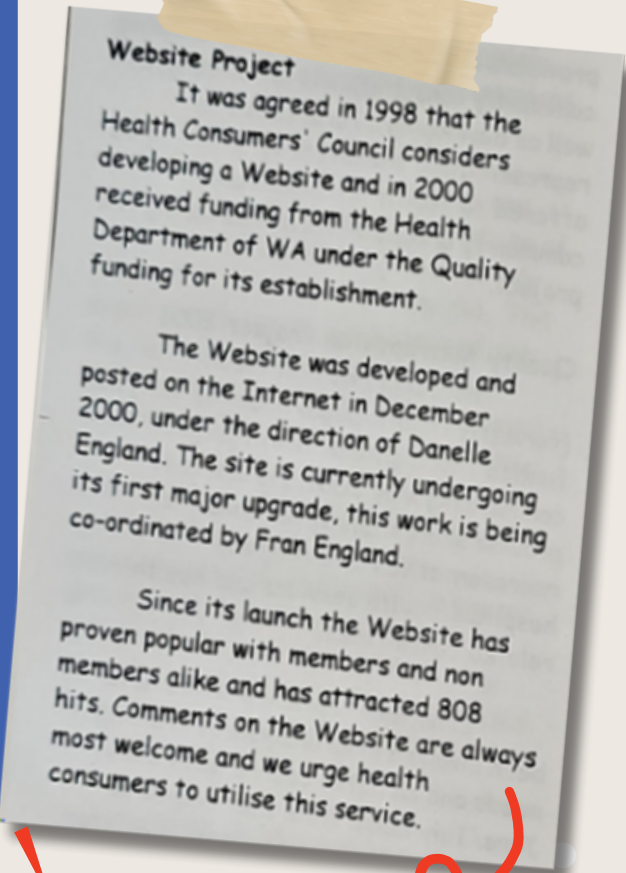 Website Project
It was agreed in 1998 that the
Health Consumers' Council considers
developing a Website and in 2000
received funding from the Health
Department of WA under the Quality
funding for its establishment.
The Website was developed and
posted on the Internet in December
2000, under the direction of Danelle
England. The site is currently undergoing
its first major upgrade, this work is being
co-ordinated by Fran England.
Since its launch the Website has
proven popular with members and non
members alike and has attracted 808
hits. Comments on the Website are always
most welcome and we urge health
consumers to utilise this service.